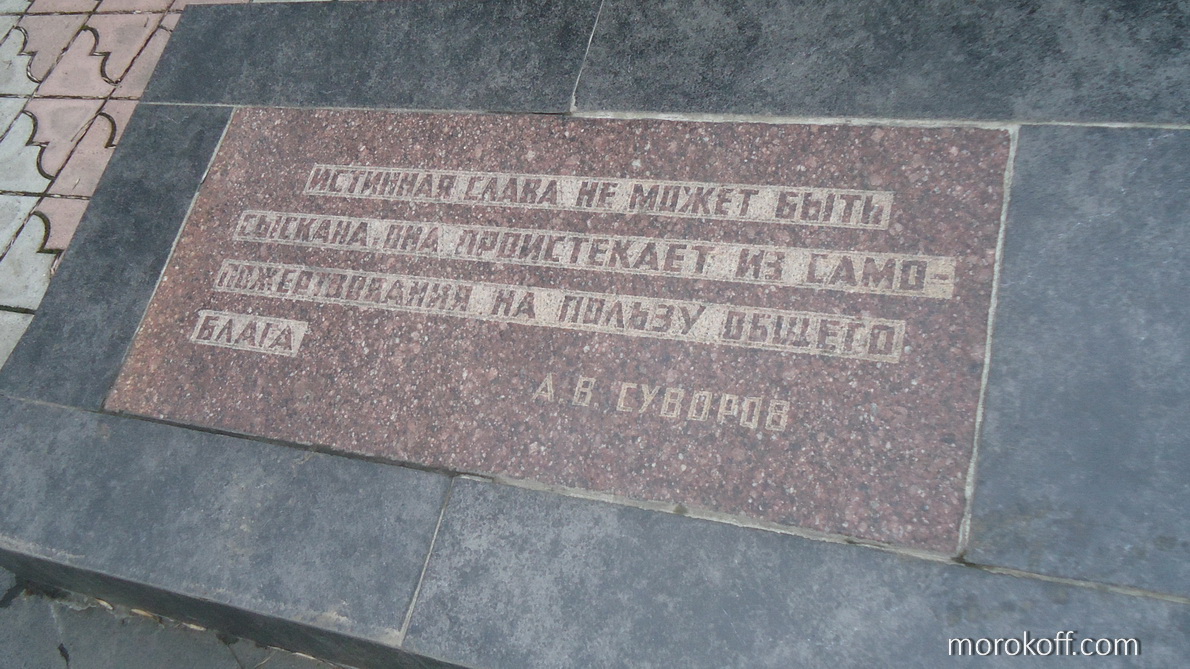 ИСТИННАЯ СЛАВА НЕ МОЖЕТ БЫТЬ
СЫСКАНА, ОНА ПРОИСТЕКАЕТ ИЗ САМО-
ПОЖЕРТВОВАНИЯ НА ПОЛЬЗУ ОБЩЕГО
БЛАГА
А. В. СУВОРОВ
morokoff.com